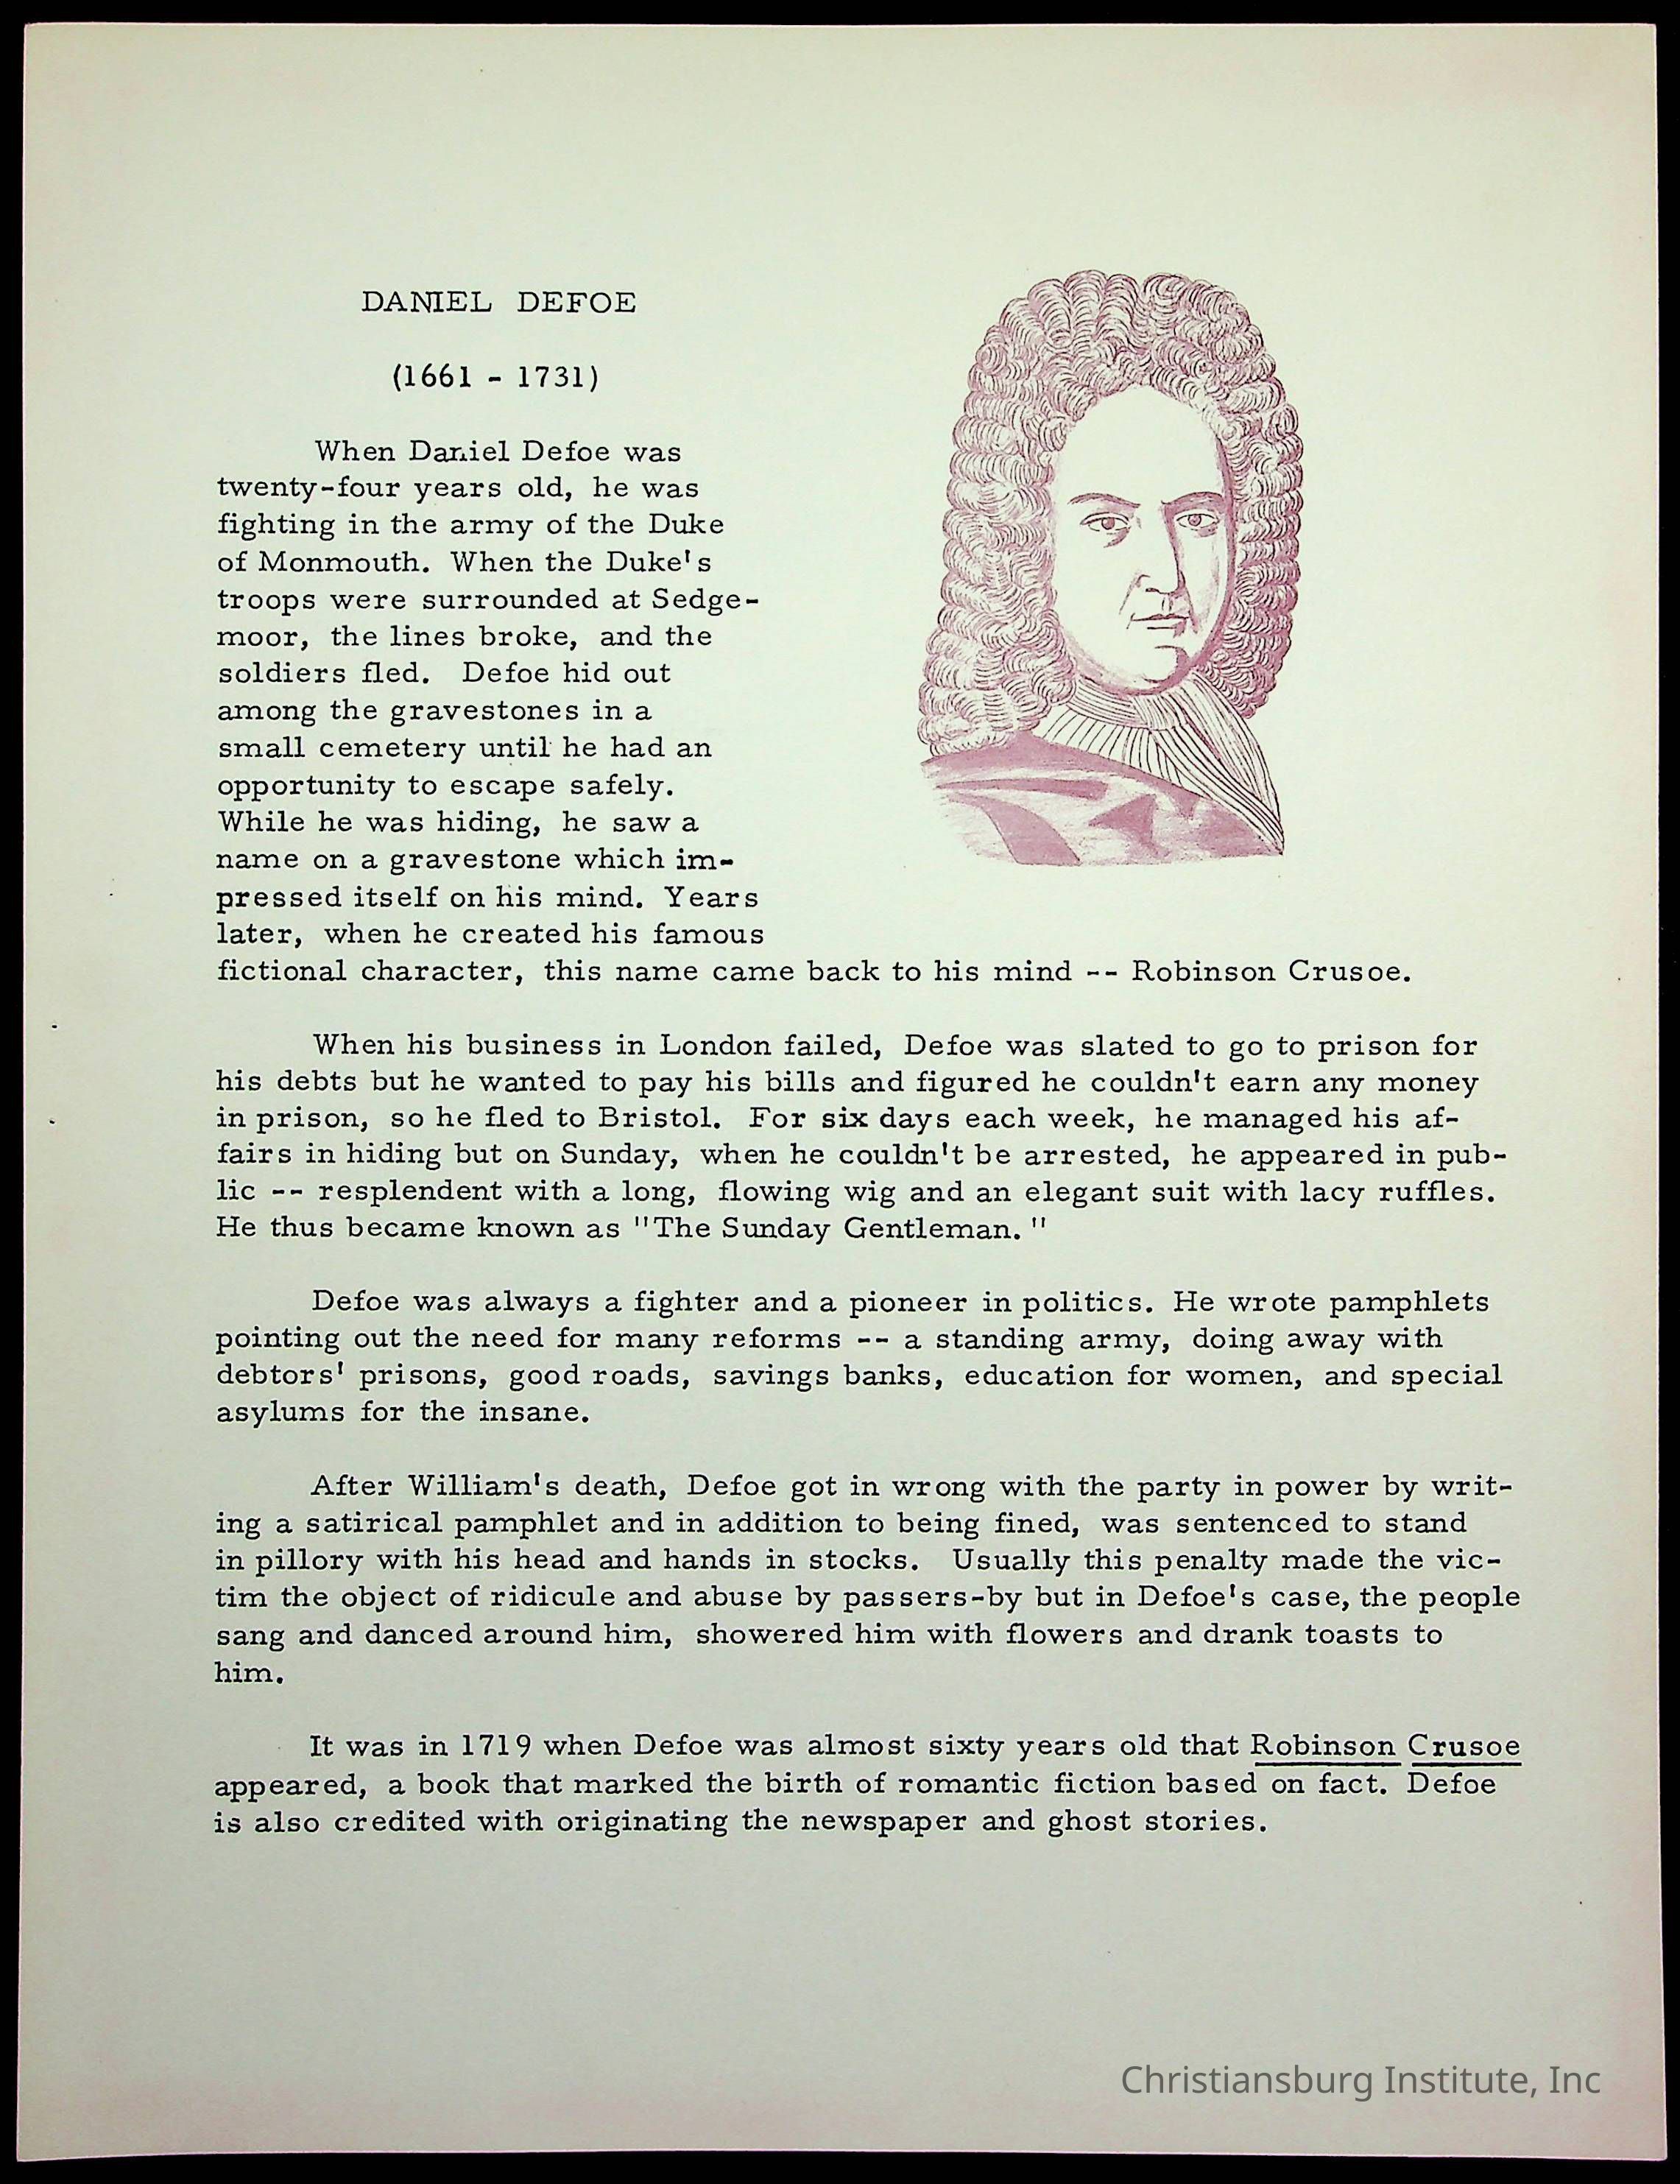 DANIEL DEFOE
(1661 - 1731)
When Daniel Defoe was
twenty-four years old, he was
fighting in the army of the Duke
of Monmouth. When the Duke's
troops were surrounded at Sedge-
moor, the lines broke, and the
soldiers fled. Defoe hid out
among the gravestones in a
small cemetery until he had an
opportunity to escape safely.
While he was hiding, he saw a
name on a gravestone which im-
pressed itself on his mind. Years
later, when he created his famous
fictional character, this name came back to his mind -- Robinson Crusoe.
When his business in London failed, Defoe was slated to go to prison for
his debts but he wanted to pay his bills and figured he couldn't earn any money
in prison, so he fled to Bristol. For six days each week, he managed his af-
fairs in hiding but on Sunday, when he couldn't be arrested, he appeared in pub-
lic -- resplendent with a long, flowing wig and an elegant suit with lacy ruffles.
He thus became known as "The Sunday Gentleman."
Defoe was always a fighter and a pioneer in politics. He wrote pamphlets
pointing out the need for many reforms -- a standing army, doing away with
debtors' prisons, good roads, savings banks, education for women, and special
asylums for the insane.
After William's death, Defoe got in wrong with the party in power by writ-
ing a satirical pamphlet and in addition to being fined, was sentenced to stand
in pillory with his head and hands in stocks. Usually this penalty made the vic-
tim the object of ridicule and abuse by passers-by but in Defoe's case, the people
sang and danced around him, showered him with flowers and drank toasts to
him.
It was in 1719 when Defoe was almost sixty years old that Robinson Crusoe
appeared, a book that marked the birth of romantic fiction based on fact. Defoe
is also credited with originating the newspaper and ghost stories.
Christiansburg Institute, Inc